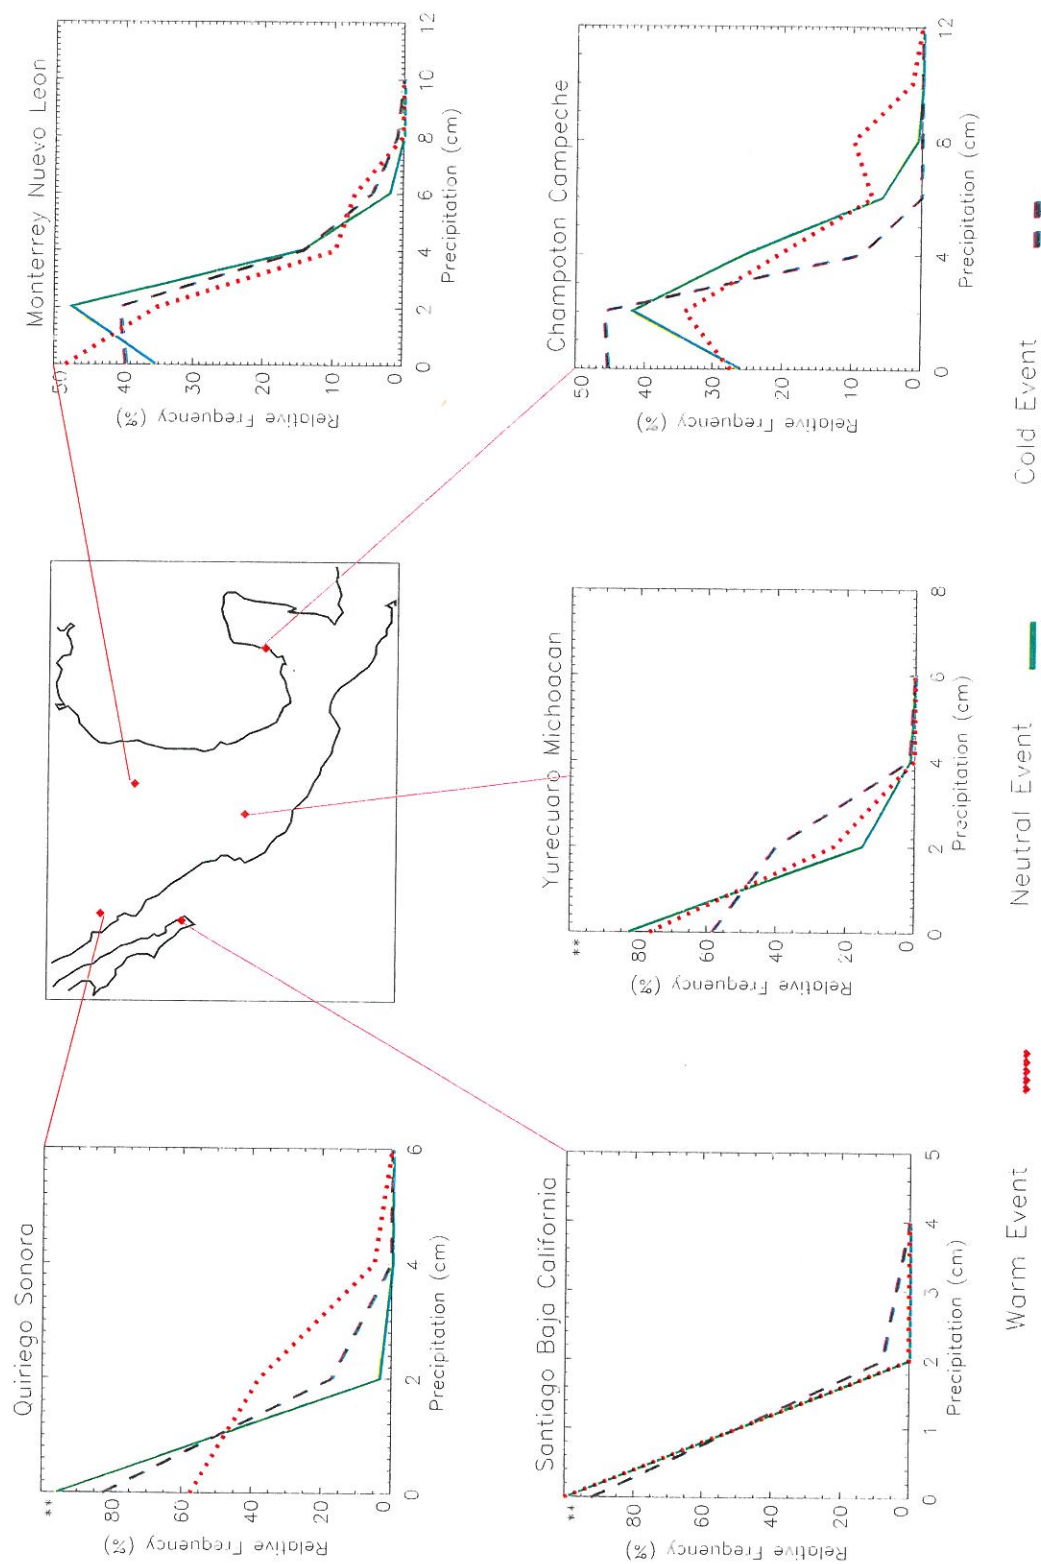 Quiriego Sonora
**
80
60
40
20
0
Relative Frequency (%)
0 2 4 6
Precipitation (cm)
Monterrey Nuevo Leon
50
40
30
20
10
0
Relative Frequency (%)
0 2 4 6 8 10 12
Precipitation (cm)
Santiago Baja California
**
80
60
40
20
0
Relative Frequency (%)
0 1 2 3 4 5
Precipitation (cm)
Yurecuaro Michoacan
**
80
60
40
20
0
Relative Frequency (%)
0 2 4 6 8
Precipitation (cm)
Champoton Campeche
50
40
30
20
10
0
Relative Frequency (%)
0 4 8 12
Precipitation (cm)
Warm Event
Neutral Event
Cold Event